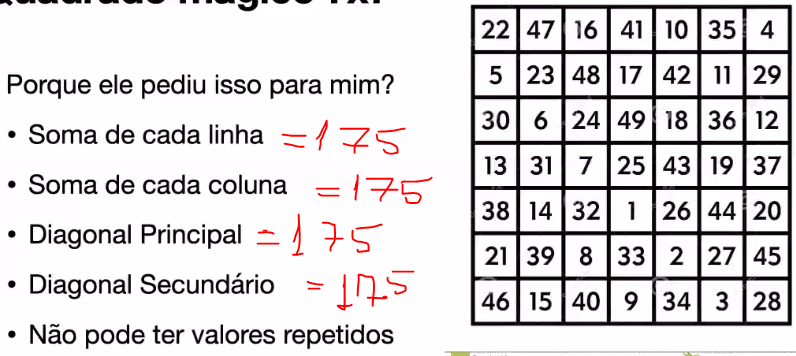 Porque ele pediu isso para mim?
• Soma de cada linha =175
• Soma de cada coluna =175
• Diagonal Principal =175
• Diagonal Secundário =175
• Não pode ter valores repetidos
22 47 16 41 10 35 4
5 23 48 17 42 11 29
30 6 24 49 18 36 12
13 31 7 25 43 19 37
38 14 32 1 26 44 20
21 39 8 33 2 27 45
46 15 40 9 34 3 28